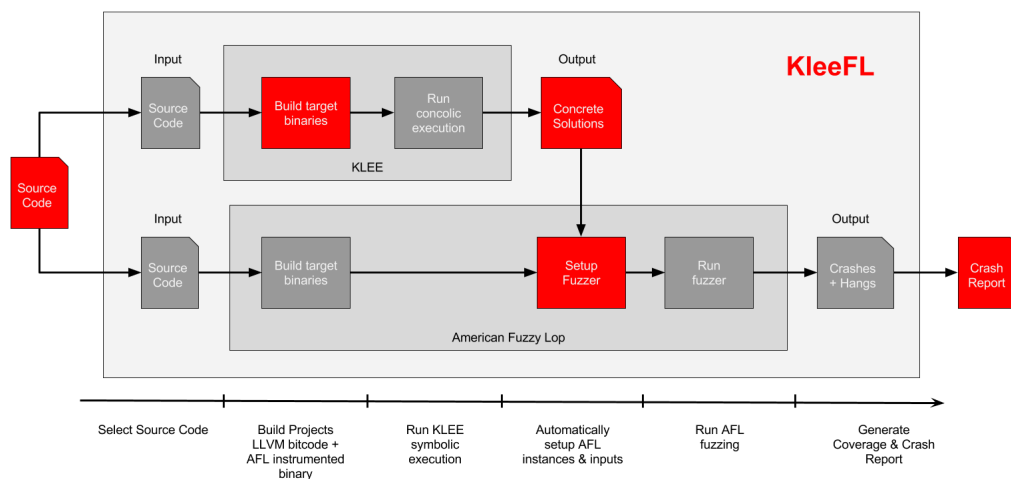 KleeFL
Input
Output
Source
Code
Build target
binaries
Run
concolic
execution
Concrete
Solutions
KLEE
Source
Code
Input
Output
Source
Code
Build target
binaries
Setup
Fuzzer
Run
fuzzer
Crashes
+ Hangs
Crash
Report
American Fuzzy Lop
Select Source Code
Build Projects
LLVM bitcode +
AFL instrumented
binary
Run KLEE
symbolic
execution
Automatically
setup AFL
instances & inputs
Run AFL
fuzzing
Generate
Coverage & Crash
Report